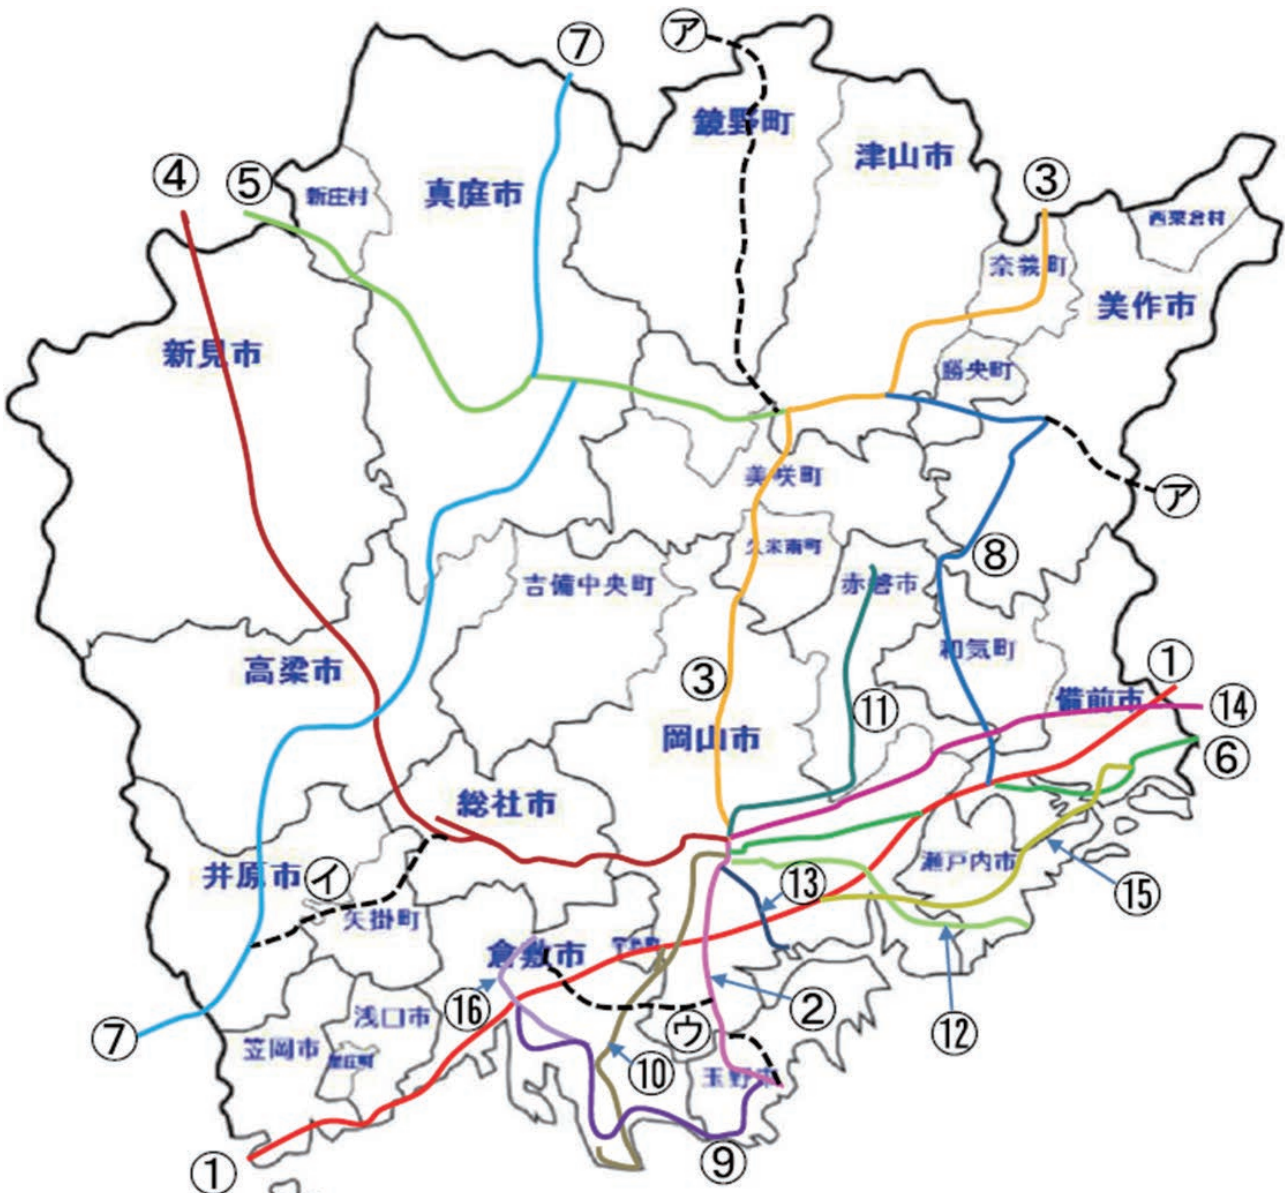 ⑦
㋐
鏡野町
津山市
④
⑤
新庄村
真庭市
③
西粟倉村
奈義町
美作市
新見市
勝央町
美咲町
㋐
久米南町
⑧
吉備中央町
赤磐市
和気町
高梁市
③
①
備前市
⑭
⑪
岡山市
⑥
総社市
瀬戸内市
井原市
㋑
⑬
⑮
矢掛町
倉敷市
⑯
②
⑫
浅口市
㋒
⑦
笠岡市
里庄町
⑩
玉野市
①
⑨